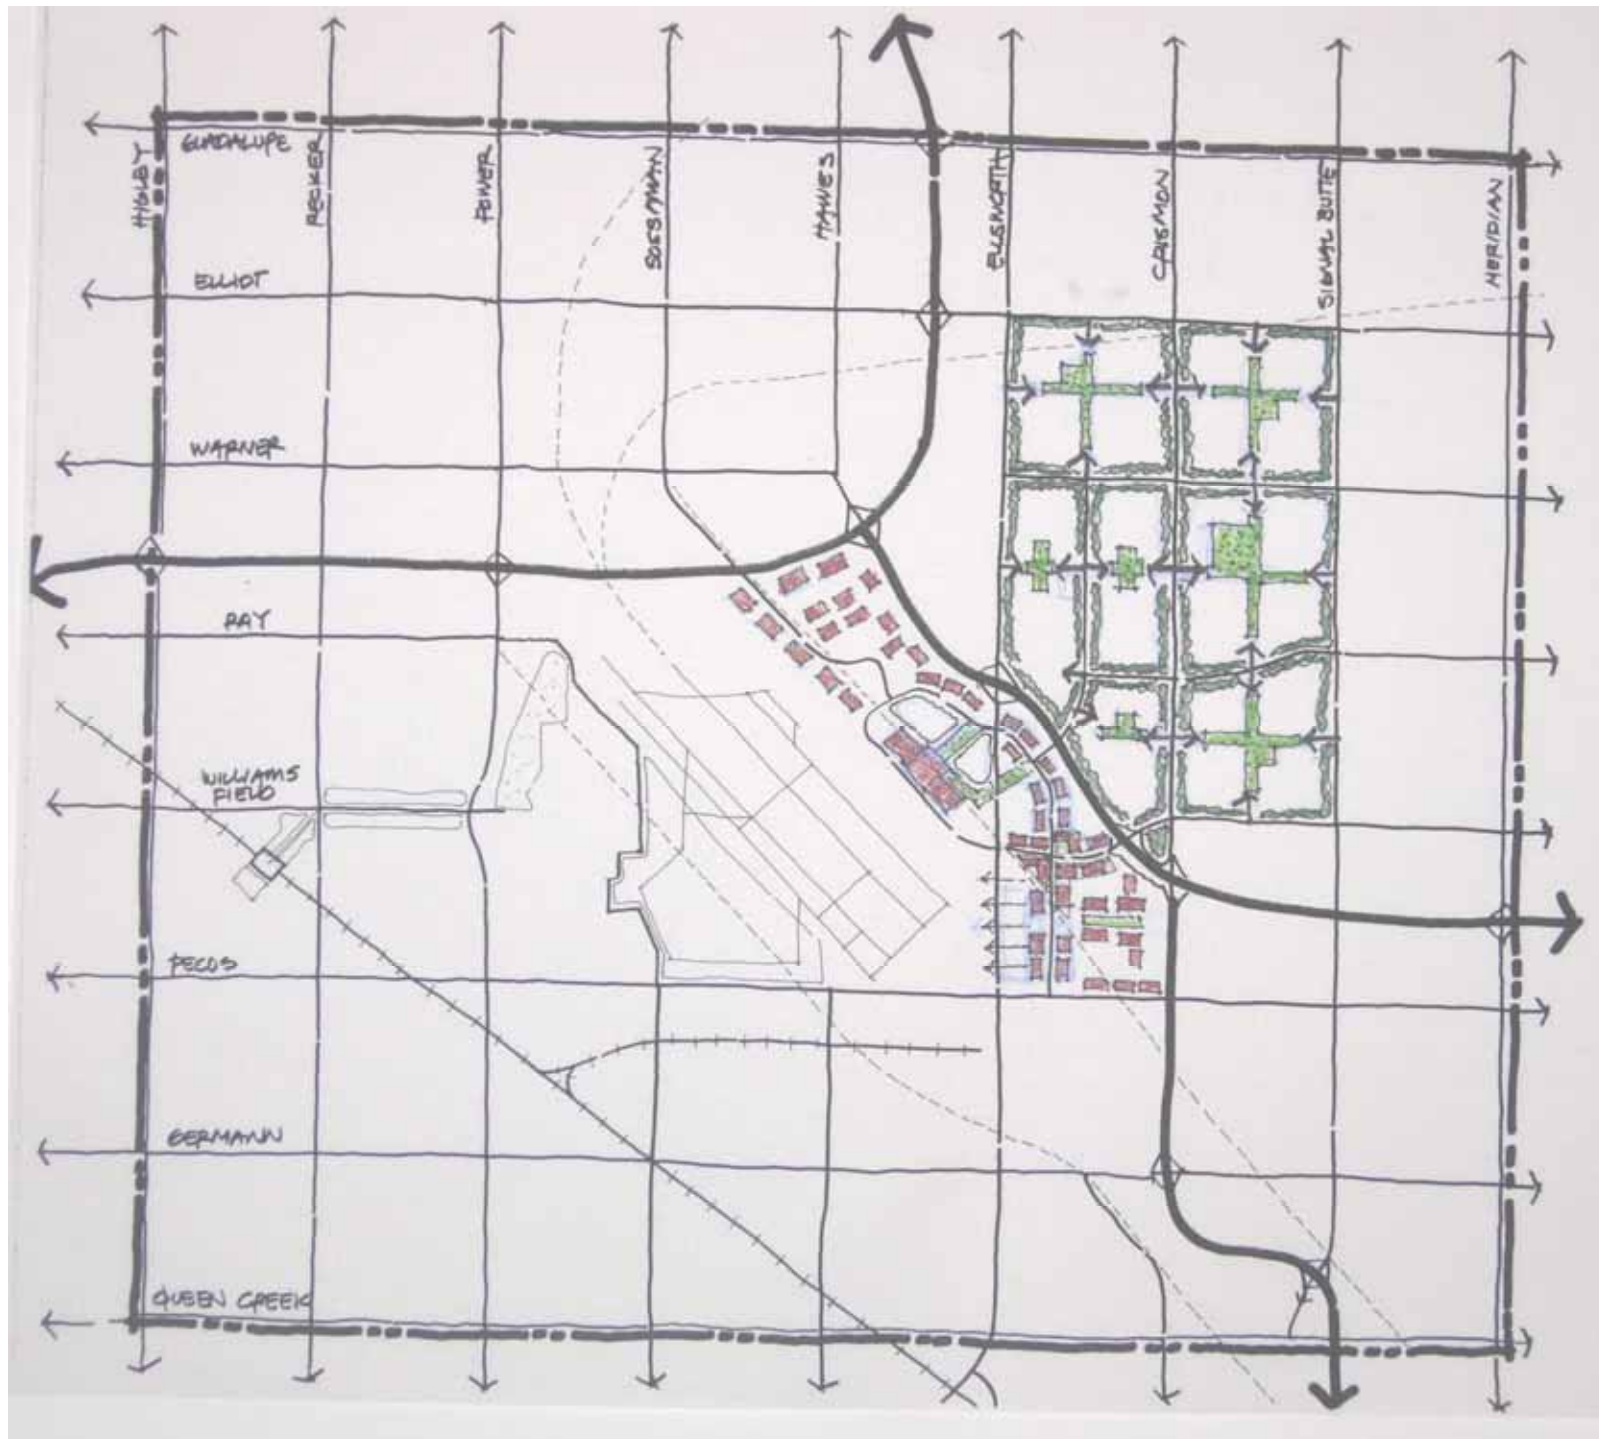 GUADALUPE
HIGLEY
RECKER
POWER
SOSSAMAN
HAWES
ELLSWORTH
CRISMON
SIGNAL BUTTE
MERIDIAN
ELLIOT
WARNER
RAY
WILLIAMS
FIELD
PECOS
GERMANN
QUEEN CREEK